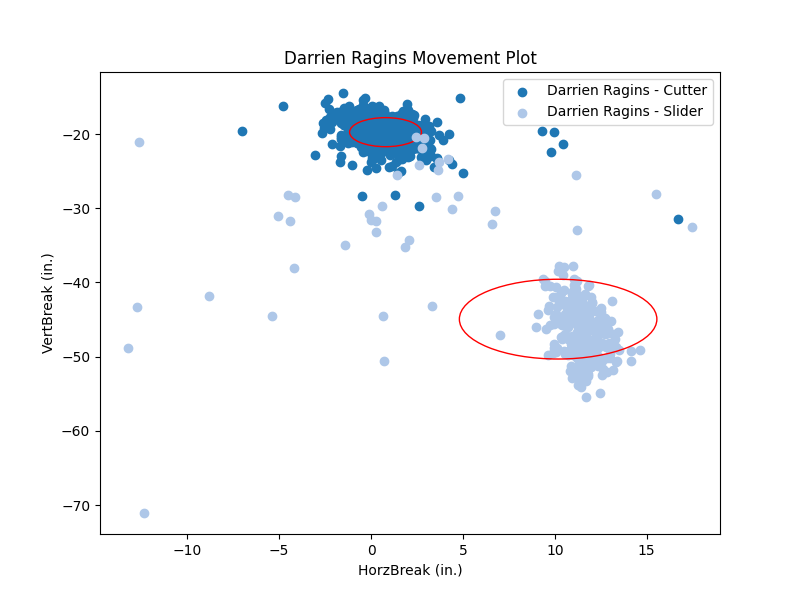 Darrien Ragins Movement Plot
Darrien Ragins - Cutter
Darrien Ragins - Slider
VertBreak (in.)
−20
−30
−40
−50
−60
−70
−10
−5
0
5
10
15
HorzBreak (in.)